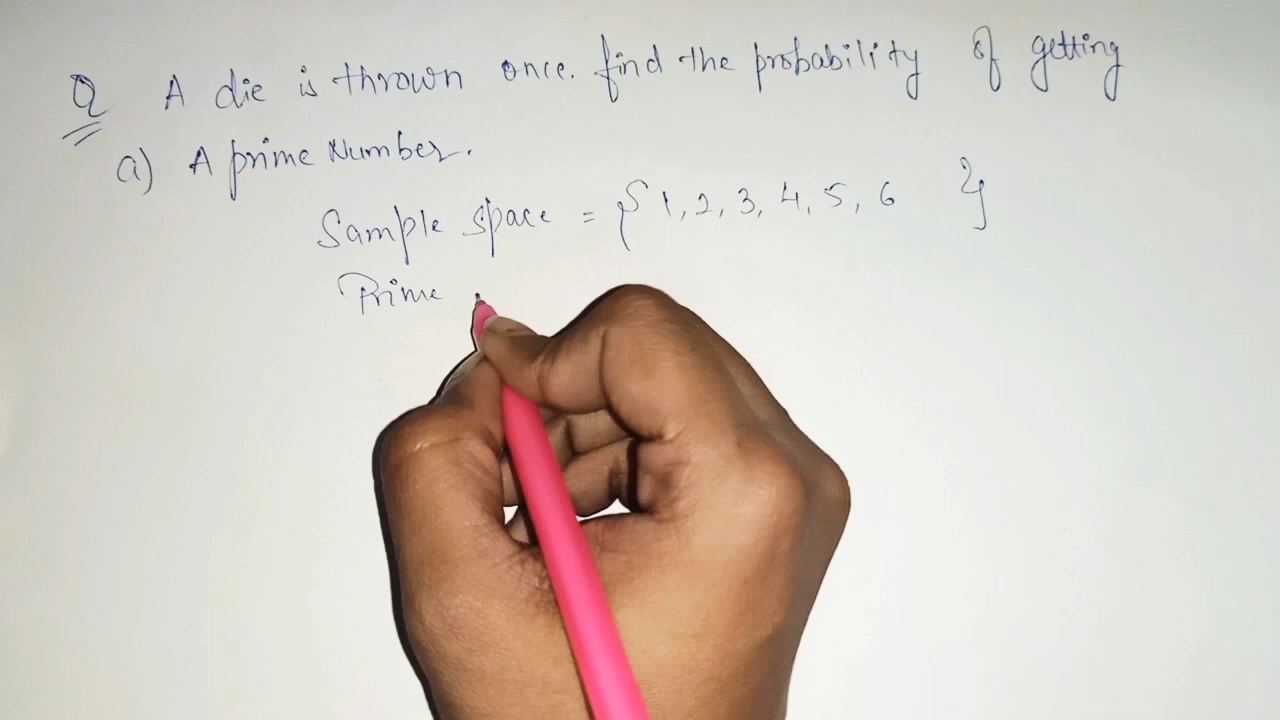 Q A die is thrown once. find the probability of getting
a) A prime Number.
Sample space = { 1, 2, 3, 4, 5, 6 }
Prime